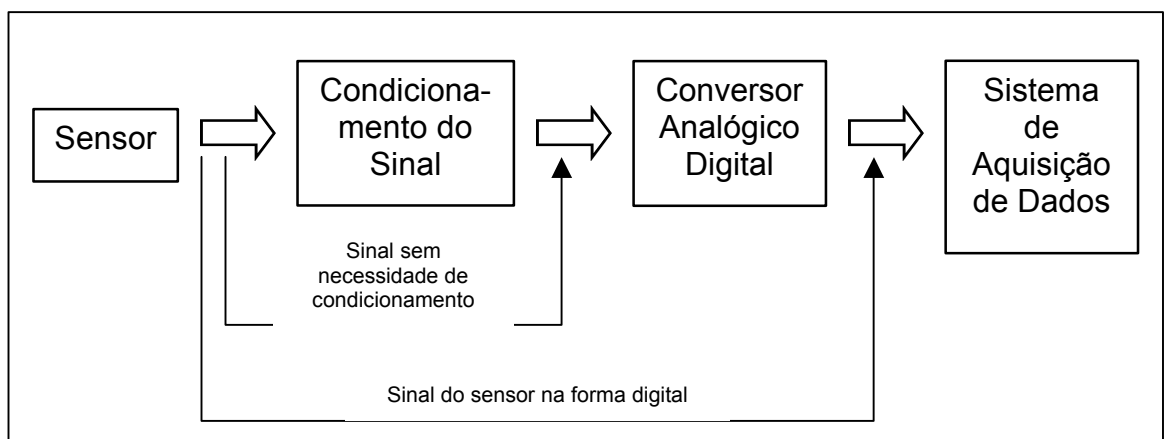 Sensor
Condiciona-
mento do
Sinal
Conversor
Analógico
Digital
Sistema
de
Aquisição
de Dados
Sinal sem
necessidade de
condicionamento
Sinal do sensor na forma digital